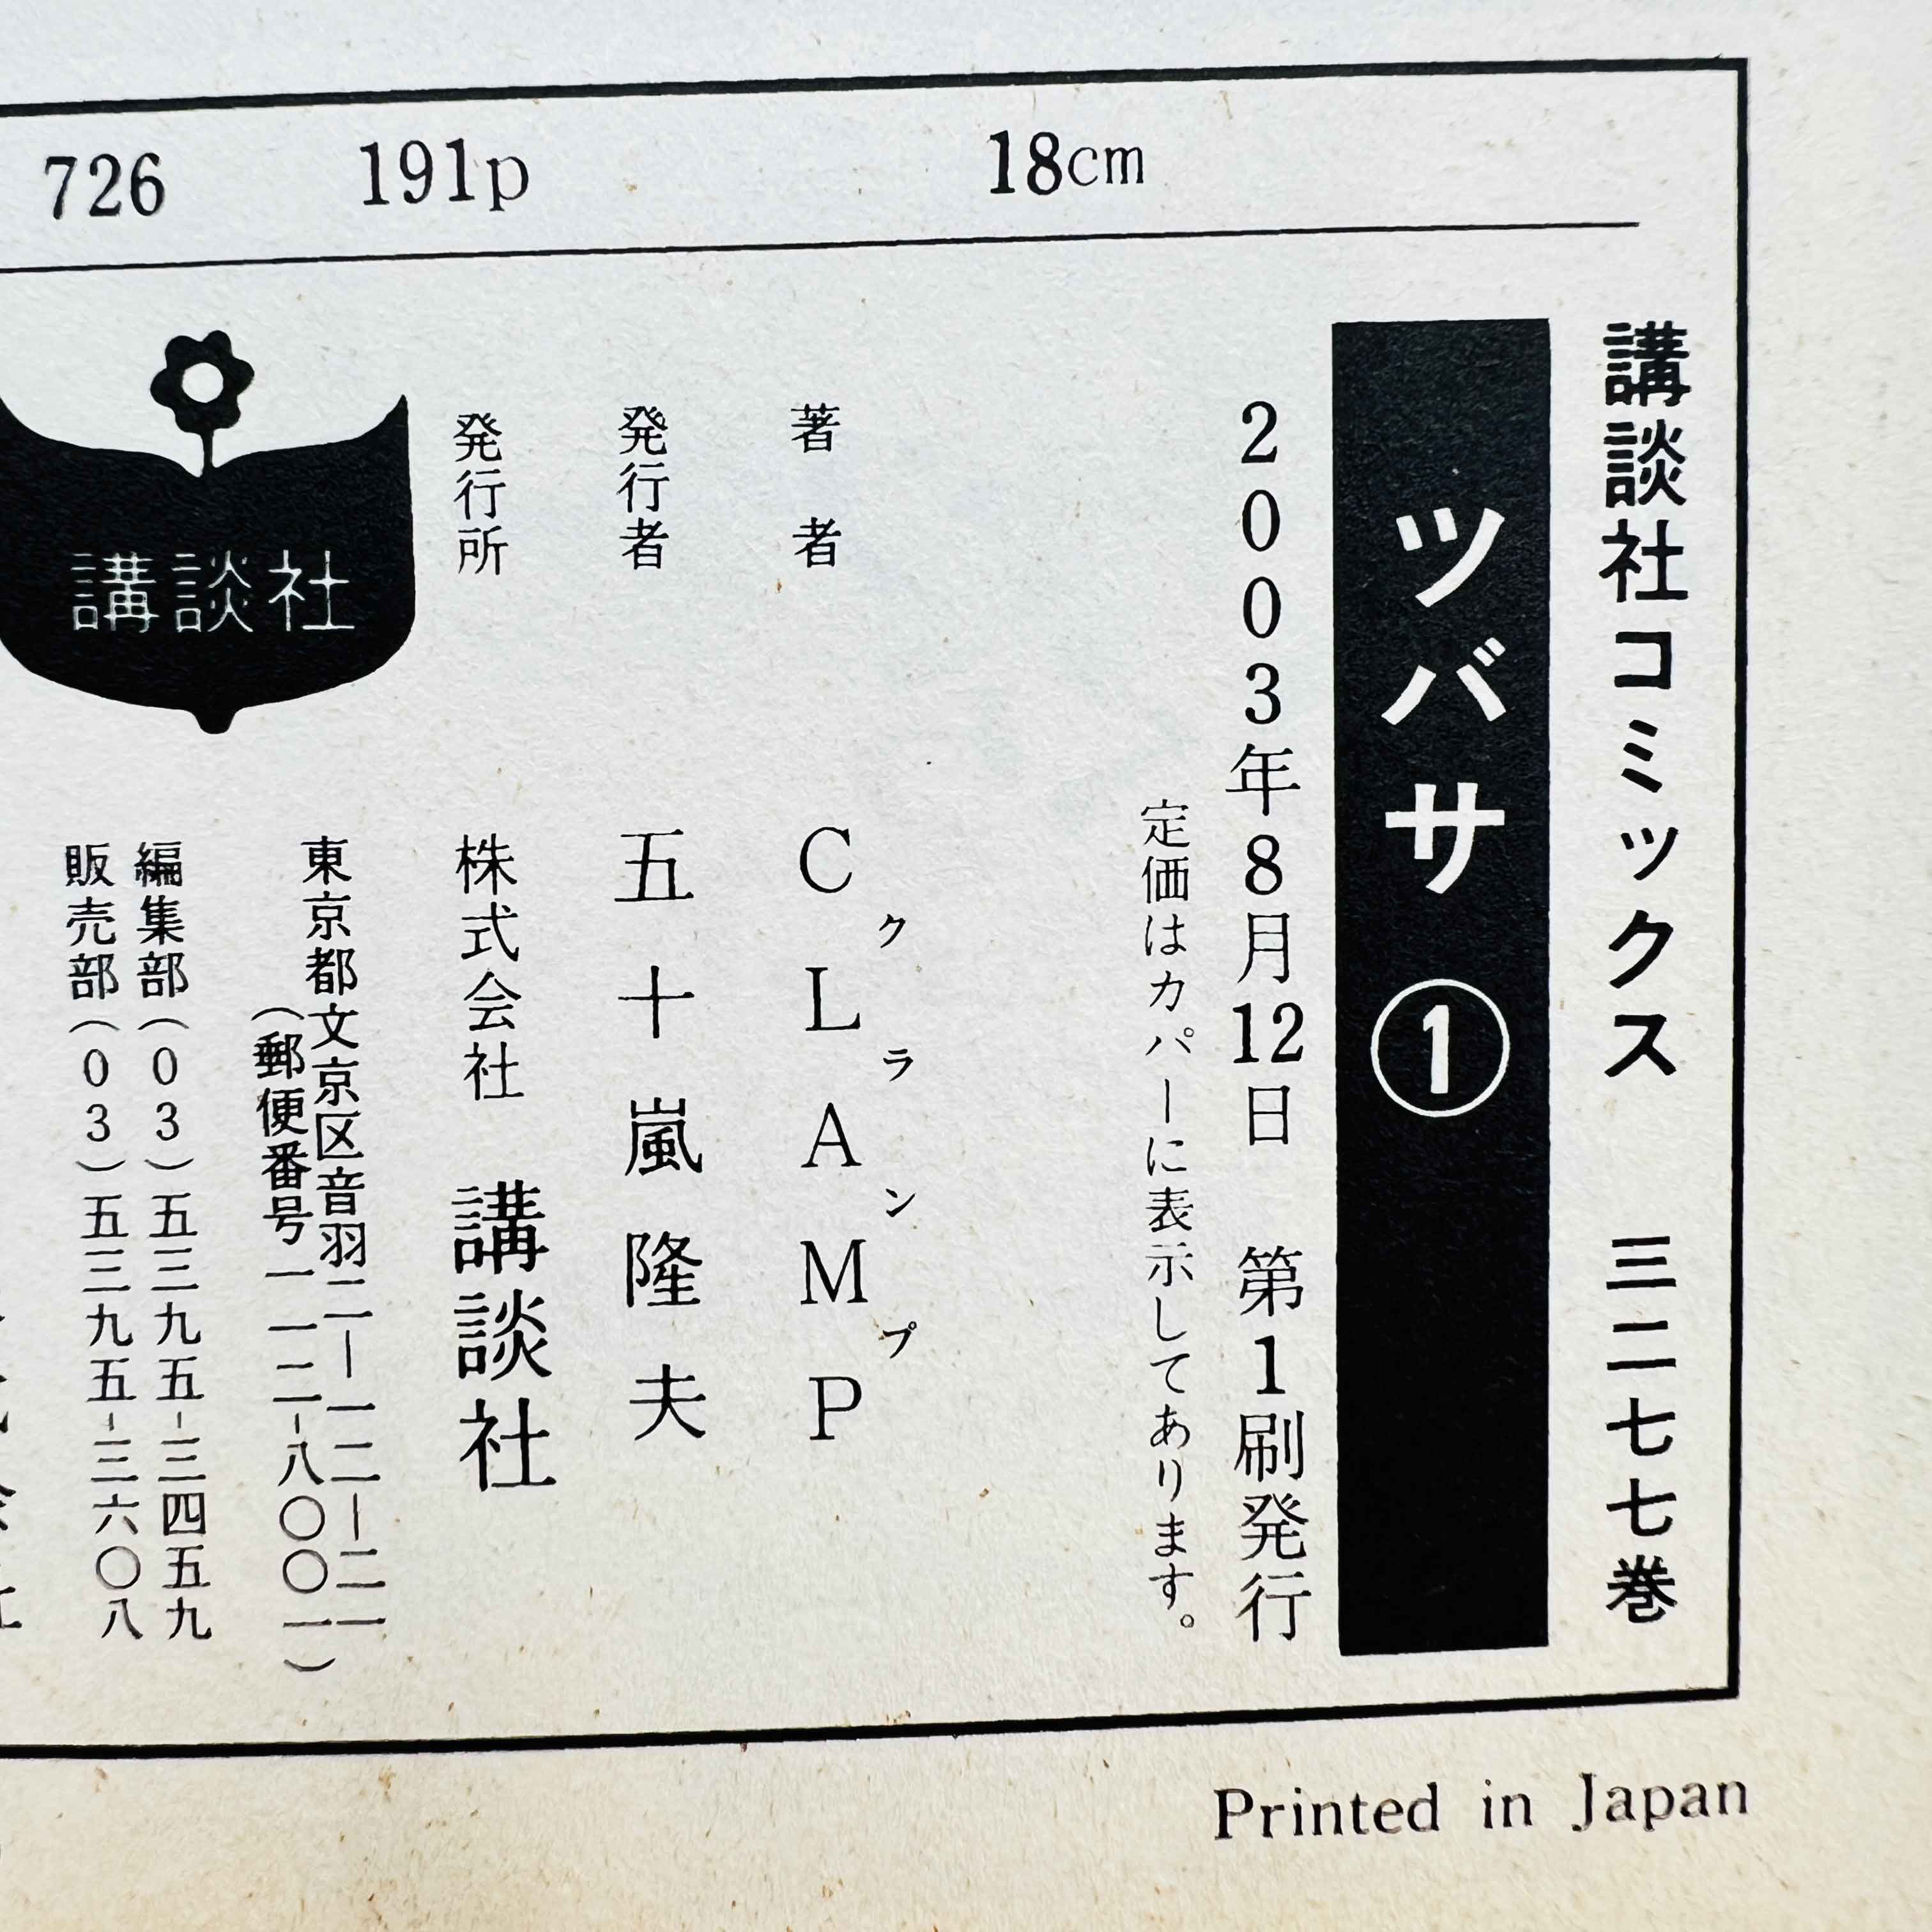 726 191p 18cm
講談社コミックス 三二七七巻
ツバサ ①
2003年8月12日 第1刷発行
定価はカバーに表示してあります。
著者 CLAMP
クランプ
発行者 五十嵐隆夫
発行所 株式会社 講談社
東京都文京区音羽二ー一二ー二一
(郵便番号一一二-八〇〇一)
編集部(03)五三九五-三四五九
販売部(03)五三九五-三六〇八
講談社
Printed in Japan